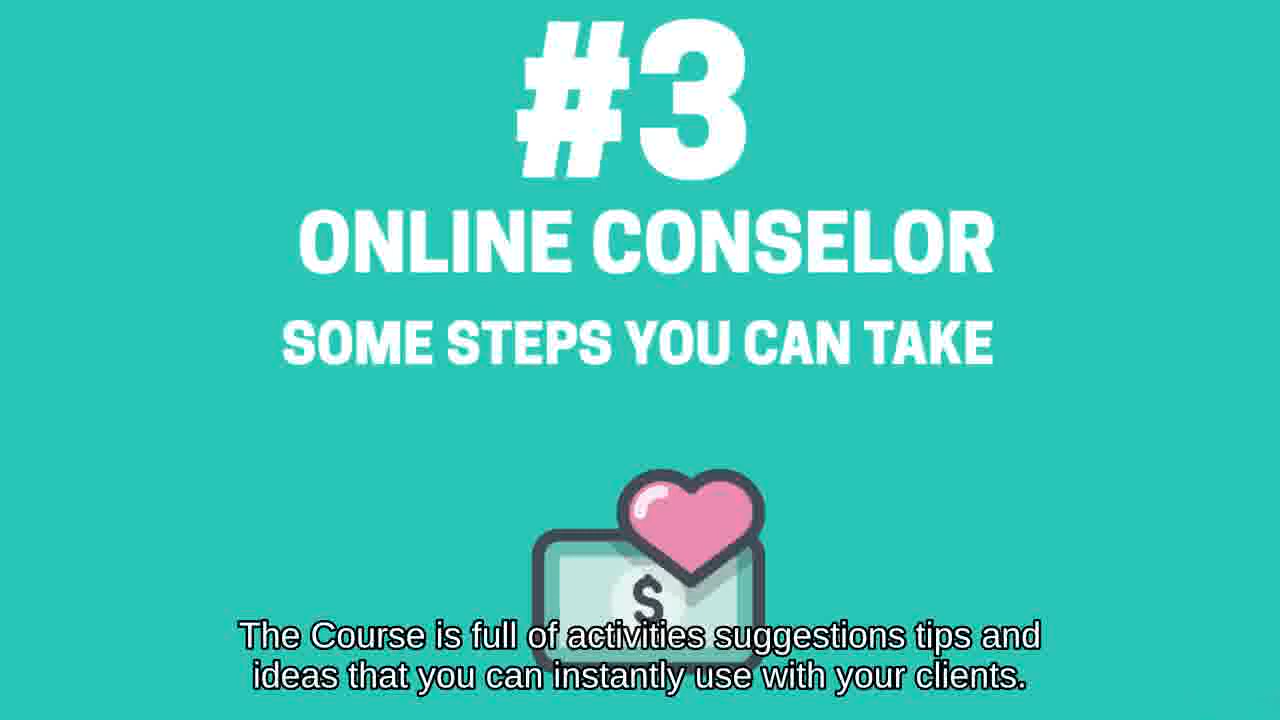 #3
ONLINE CONSELOR
SOME STEPS YOU CAN TAKE
$
The Course is full of activities suggestions tips and
ideas that you can instantly use with your clients.